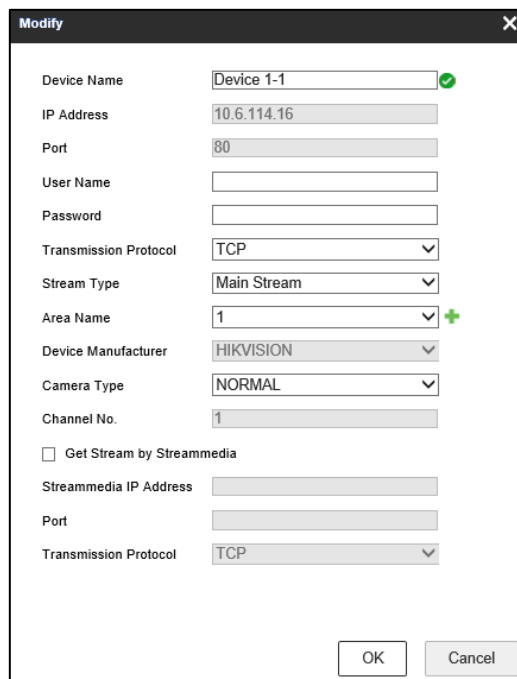 Modify
Device Name Device 1-1
IP Address 10.6.114.16
Port 80
User Name
Password
Transmission Protocol TCP
Stream Type Main Stream
Area Name 1
Device Manufacturer HIKVISION
Camera Type NORMAL
Channel No. 1
Get Stream by Streammedia
Streammedia IP Address
Port
Transmission Protocol TCP
OK Cancel